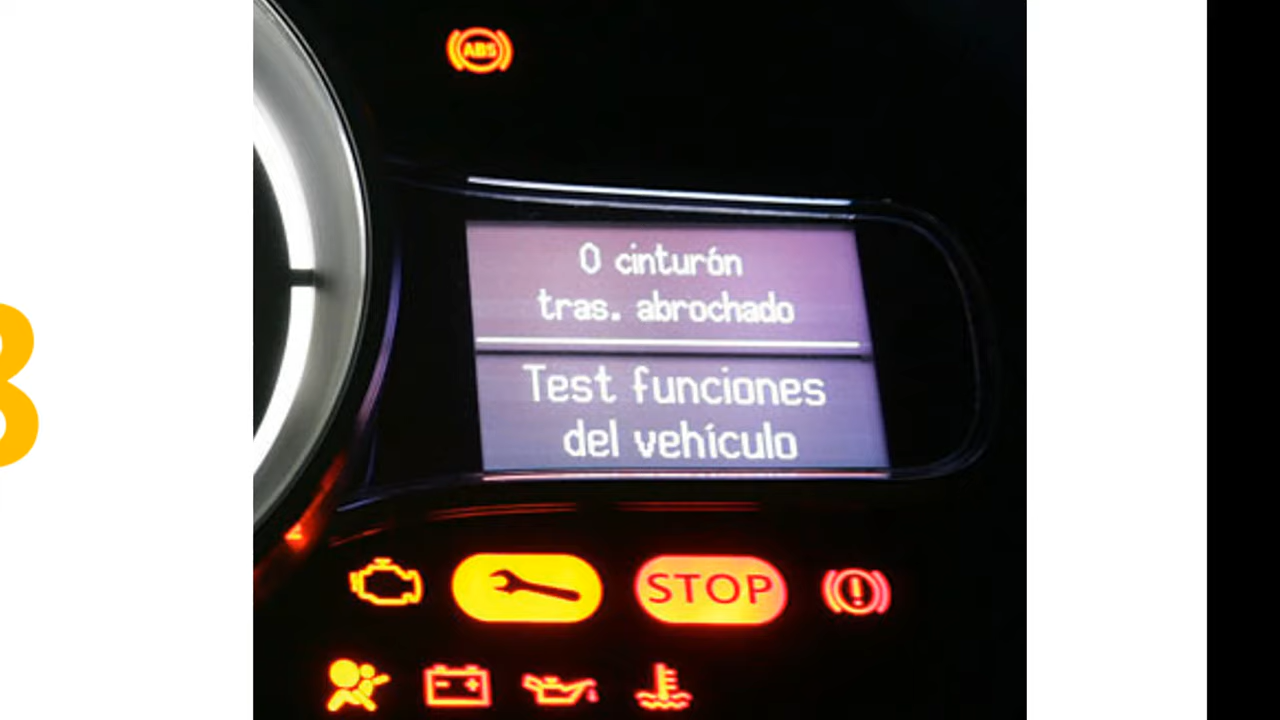 ABS
0 cinturón
tras. abrochado
Test funciones
del vehículo
STOP